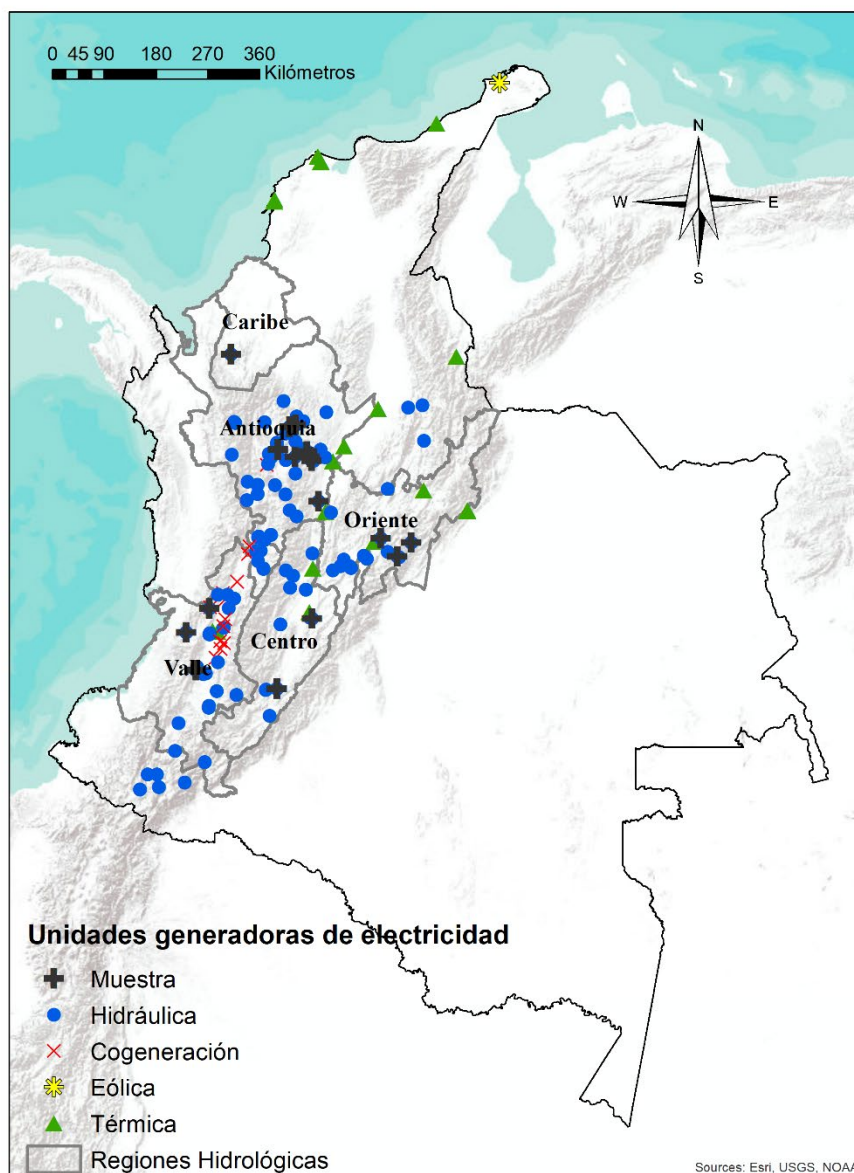 0 45 90 180 270 360
Kilómetros
N
W E
S
Caribe
Antioquia
Oriente
Centro
Valle
Unidades generadoras de electricidad
Muestra
Hidráulica
Cogeneración
Eólica
Térmica
Regiones Hidrológicas
Sources: Esri, USGS, NOAA